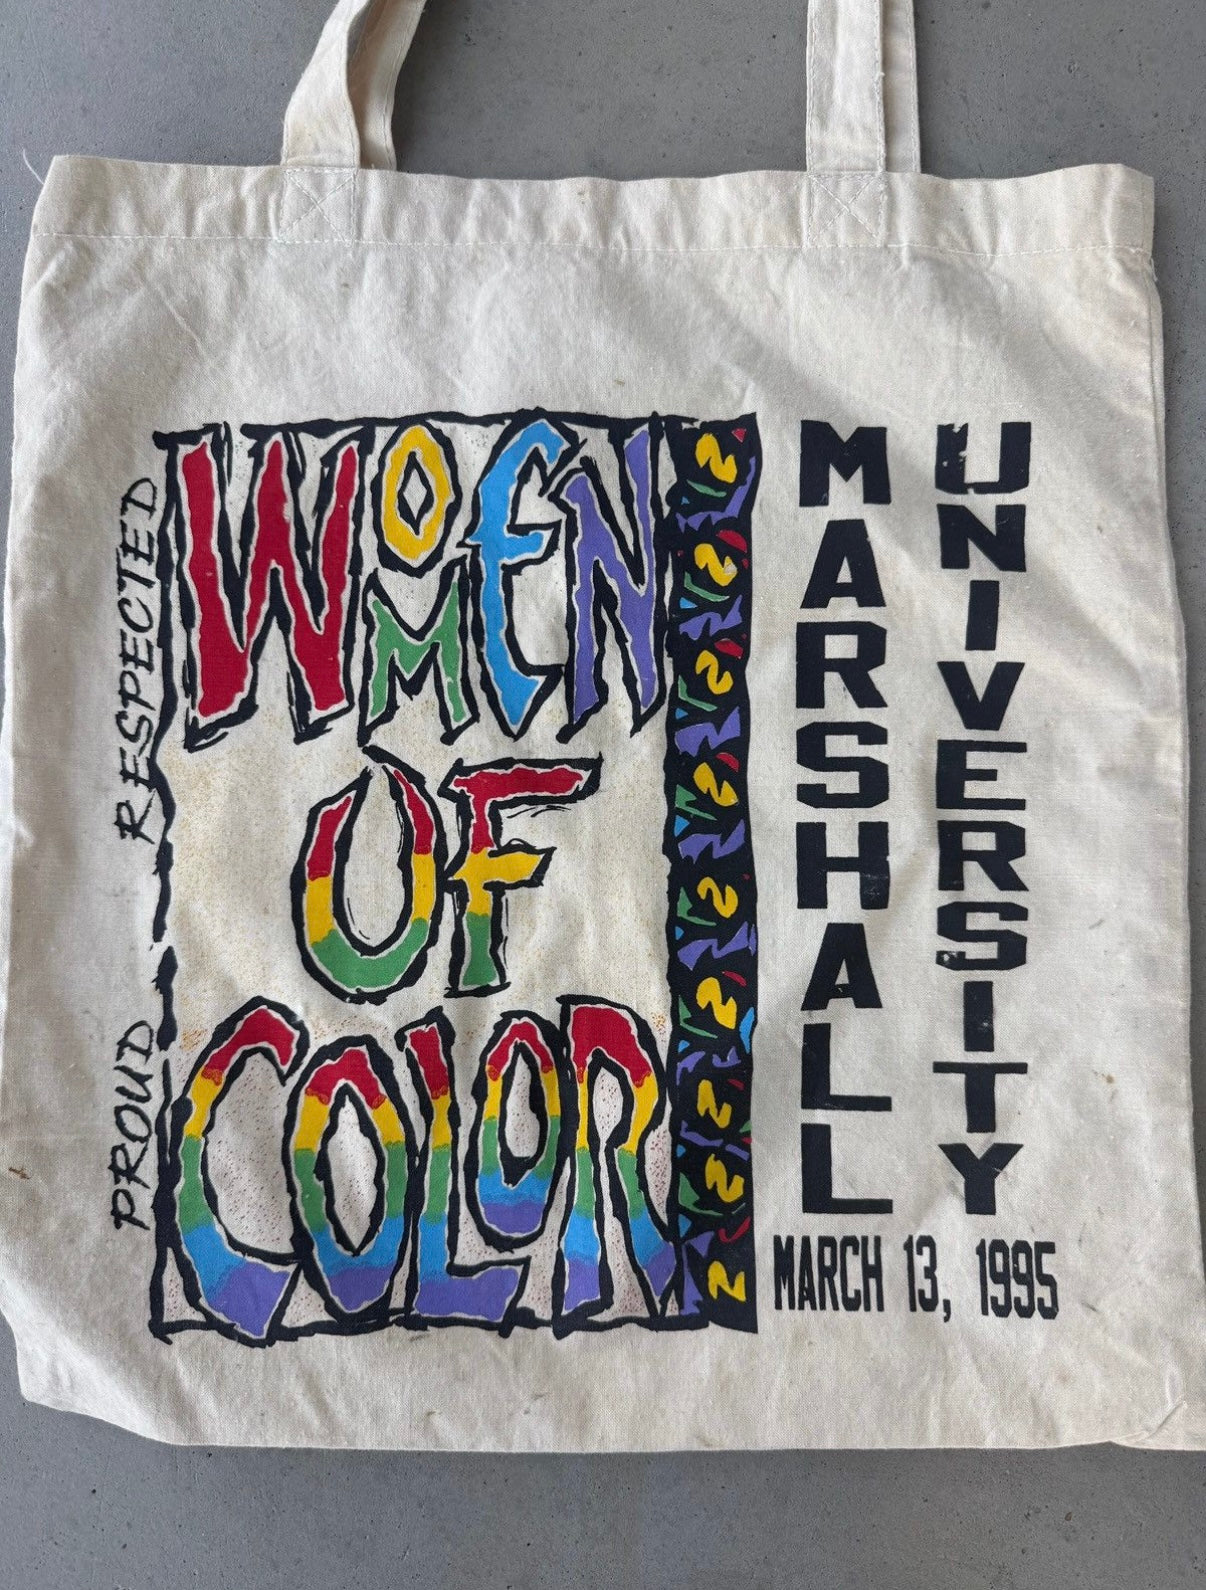 PROUD RESPECTED
WOMEN
OF
COLOR
MARSHALL
UNIVERSITY
MARCH 13, 1995